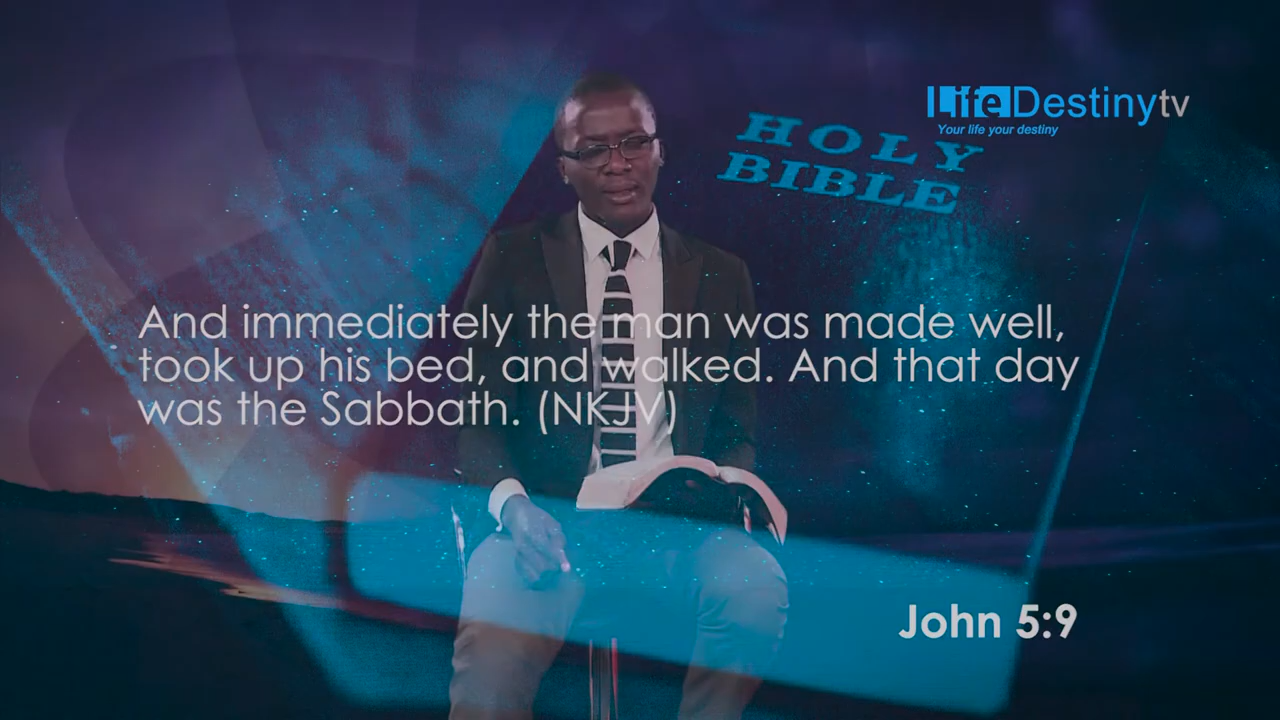 LifeDestinytv
Your life your destiny
HOLY
BIBLE
And immediately the man was made well,
took up his bed, and walked. And that day
was the Sabbath. (NKJV)
John 5:9